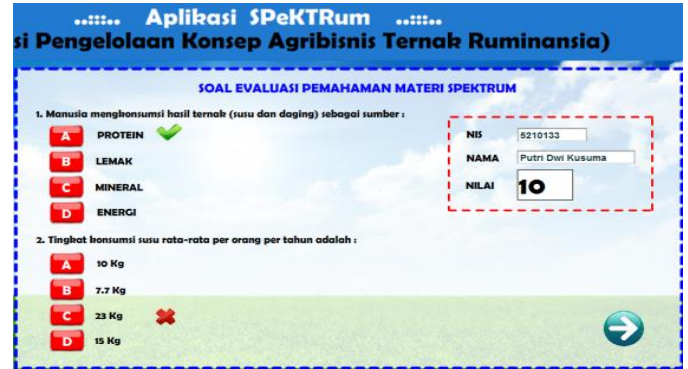 ..:::.. Aplikasi SPeKTRum ..:::..
si Pengelolaan Konsep Agribisnis Ternak Ruminansia)
SOAL EVALUASI PEMAHAMAN MATERI SPEKTRUM
1. Manusia mengkonsumsi hasil ternak (susu dan daging) sebagai sumber :
A PROTEIN
B LEMAK
C MINERAL
D ENERGI
NIS 5210133
NAMA Putri Dwi Kusuma
NILAI 10
2. Tingkat konsumsi susu rata-rata per orang per tahun adalah :
A 10 Kg
B 7.7 Kg
C 23 Kg
D 15 Kg